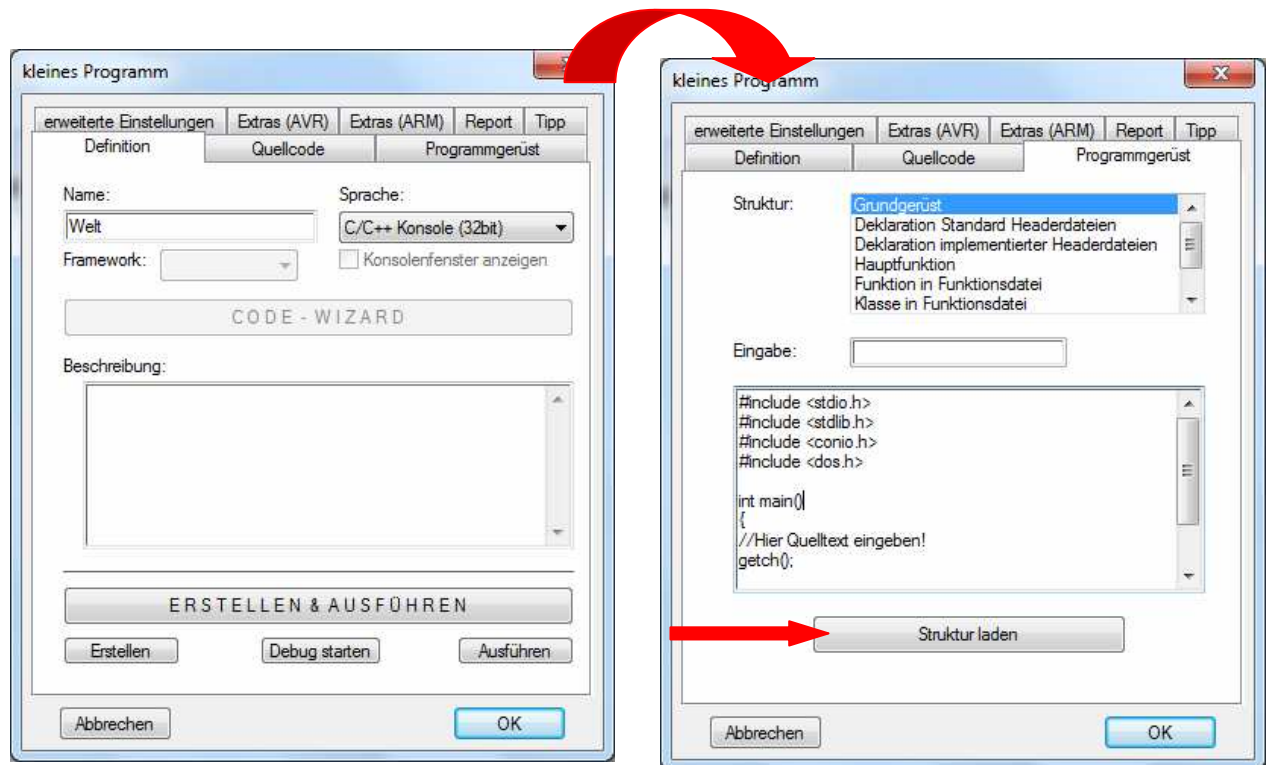 kleines Programm
erweiterte Einstellungen Extras (AVR) Extras (ARM) Report Tipp
Definition Quellcode Programmgerüst
Name: Sprache:
Welt C/C++ Konsole (32bit)
Framework: Konsolenfenster anzeigen
CODE - WIZARD
Beschreibung:
ERSTELLEN & AUSFÜHREN
Erstellen Debug starten Ausführen
Abbrechen OK
kleines Programm
erweiterte Einstellungen Extras (AVR) Extras (ARM) Report Tipp
Definition Quellcode Programmgerüst
Struktur: Grundgerüst
Deklaration Standard Headerdateien
Deklaration implementierter Headerdateien
Hauptfunktion
Funktion in Funktionsdatei
Klasse in Funktionsdatei
Eingabe:
#include <stdio.h>
#include <stdlib.h>
#include <conio.h>
#include <dos.h>
int main()
{
//Hier Quelltext eingeben!
getch();
Struktur laden
Abbrechen OK